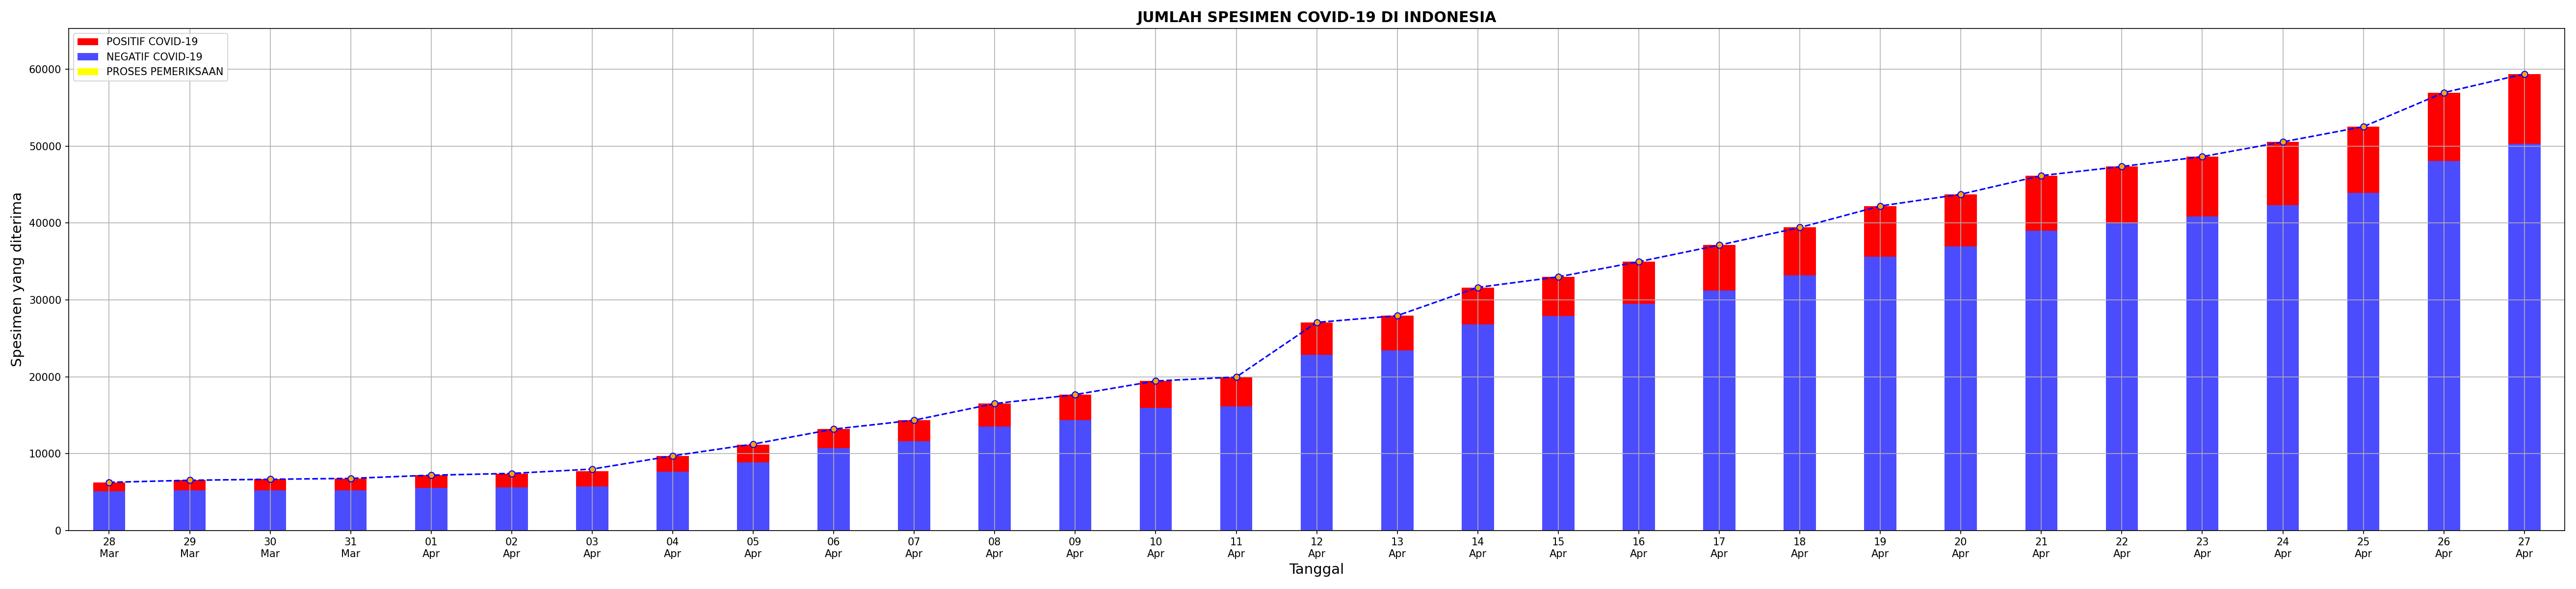 JUMLAH SPESIMEN COVID-19 DI INDONESIA
POSITIF COVID-19
NEGATIF COVID-19
PROSES PEMERIKSAAN
Spesimen yang diterima
60000
50000
40000
30000
20000
10000
0
28 29 30 31 01 02 03 04 05 06 07 08 09 10 11 12 13 14 15 16 17 18 19 20 21 22 23 24 25 26 27
Mar Mar Mar Mar Apr Apr Apr Apr Apr Apr Apr Apr Apr Apr Apr Apr Apr Apr Apr Apr Apr Apr Apr Apr Apr Apr Apr Apr Apr Apr Apr
Tanggal